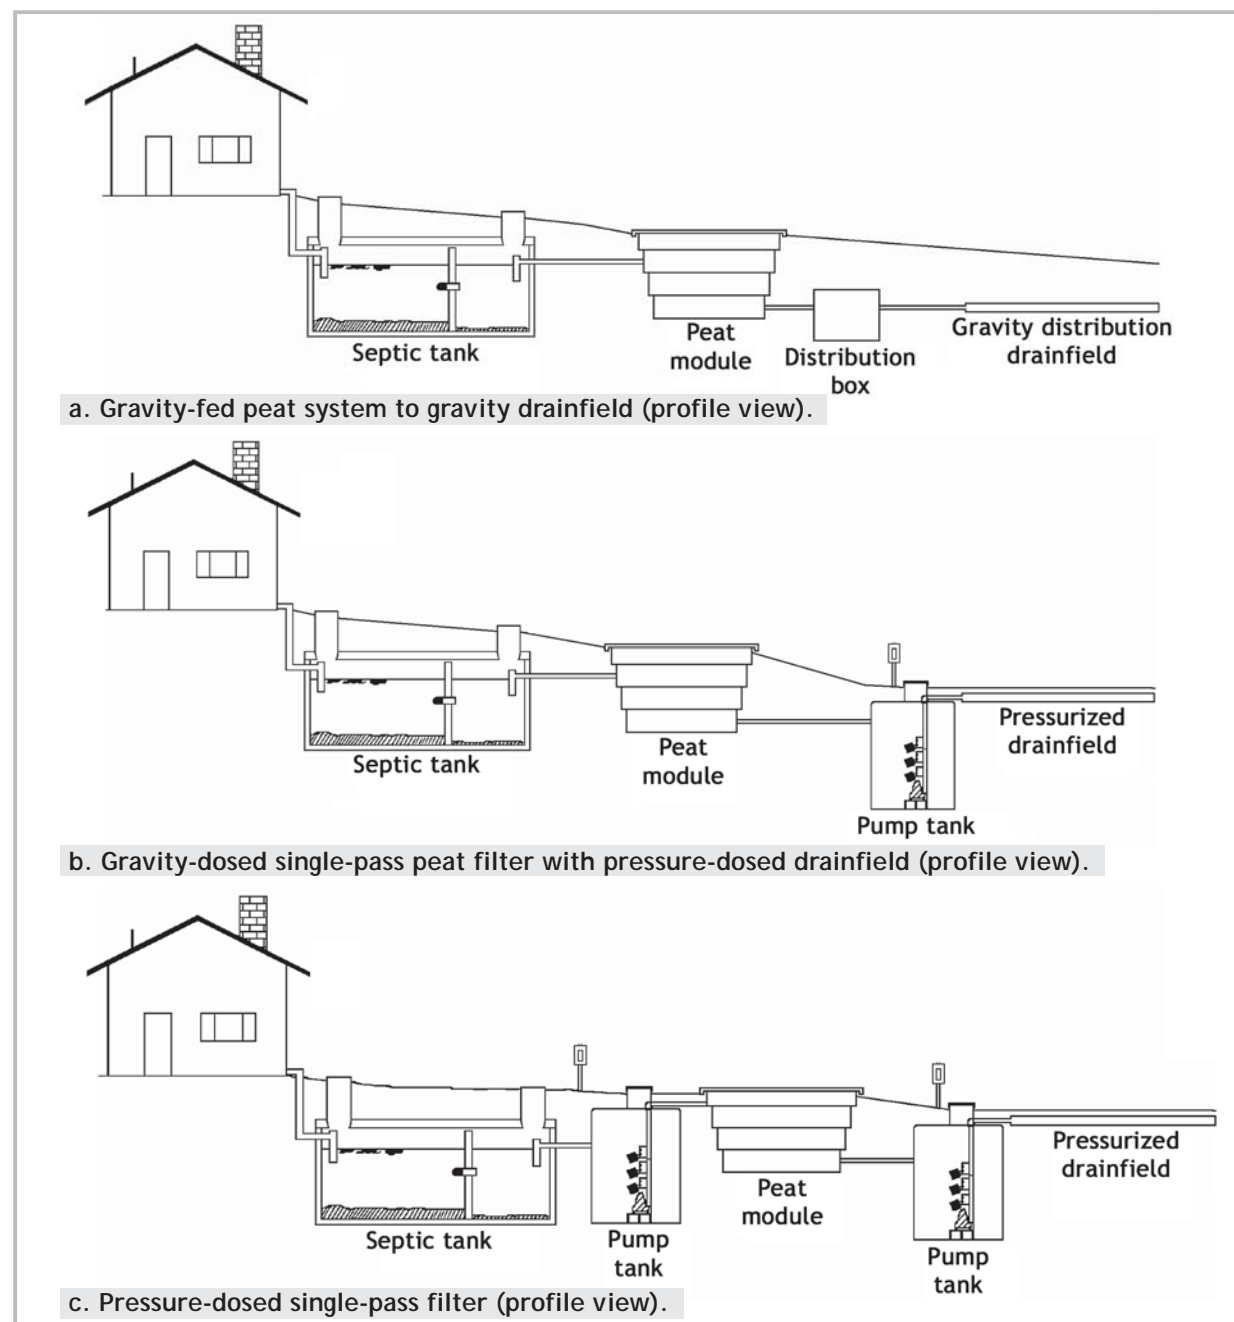 Septic tank
Peat
module
Distribution
box
Gravity distribution
drainfield
a. Gravity-fed peat system to gravity drainfield (profile view).
Septic tank
Peat
module
Pump tank
Pressurized
drainfield
b. Gravity-dosed single-pass peat filter with pressure-dosed drainfield (profile view).
Septic tank
Pump
tank
Peat
module
Pump
tank
Pressurized
drainfield
c. Pressure-dosed single-pass filter (profile view).